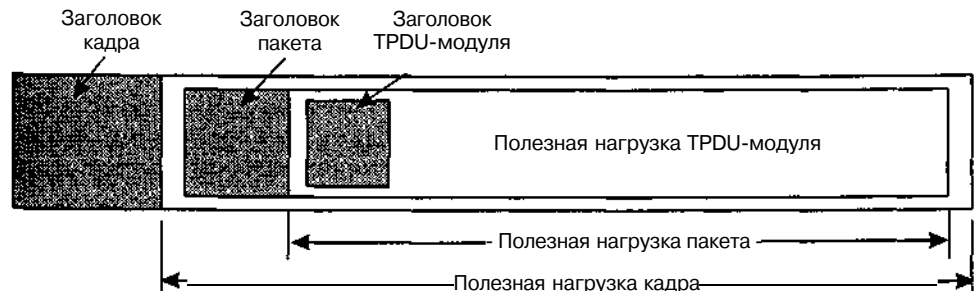 Заголовок
кадра
Заголовок
пакета
Заголовок
TPDU-модуля
Полезная нагрузка TPDU-модуля
Полезная нагрузка пакета
Полезная нагрузка кадра